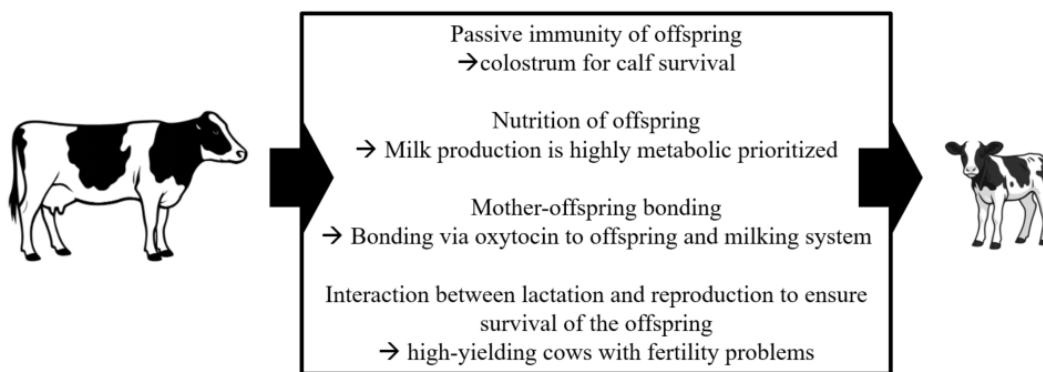 Passive immunity of offspring
→colostrum for calf survival
Nutrition of offspring
→ Milk production is highly metabolic prioritized
Mother-offspring bonding
→ Bonding via oxytocin to offspring and milking system
Interaction between lactation and reproduction to ensure
survival of the offspring
→ high-yielding cows with fertility problems